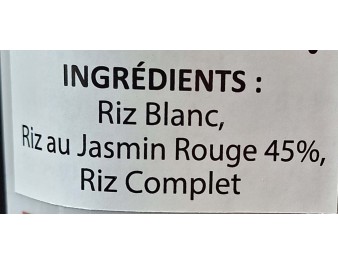 INGRÉDIENTS :
Riz Blanc,
Riz au Jasmin Rouge 45%,
Riz Complet